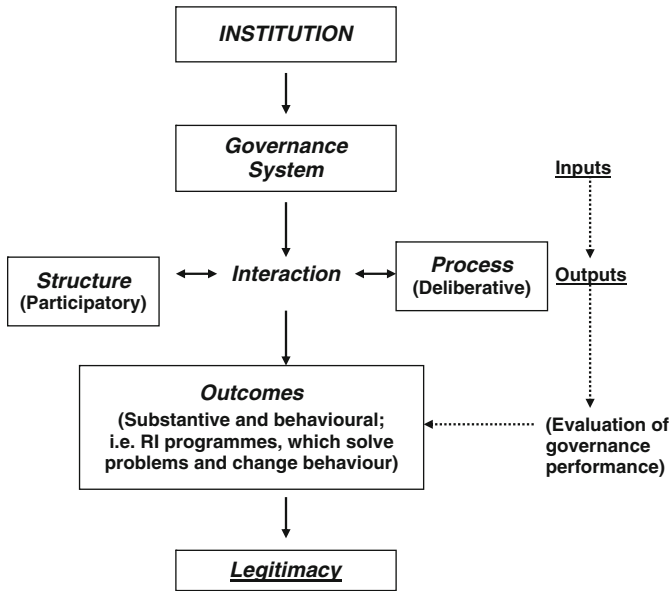 INSTITUTION
Governance
System
Inputs
Structure
(Participatory)
Interaction
Process
(Deliberative)
Outputs
Outcomes
(Substantive and behavioural;
i.e. RI programmes, which solve
problems and change behaviour)
(Evaluation of
governance
performance)
Legitimacy